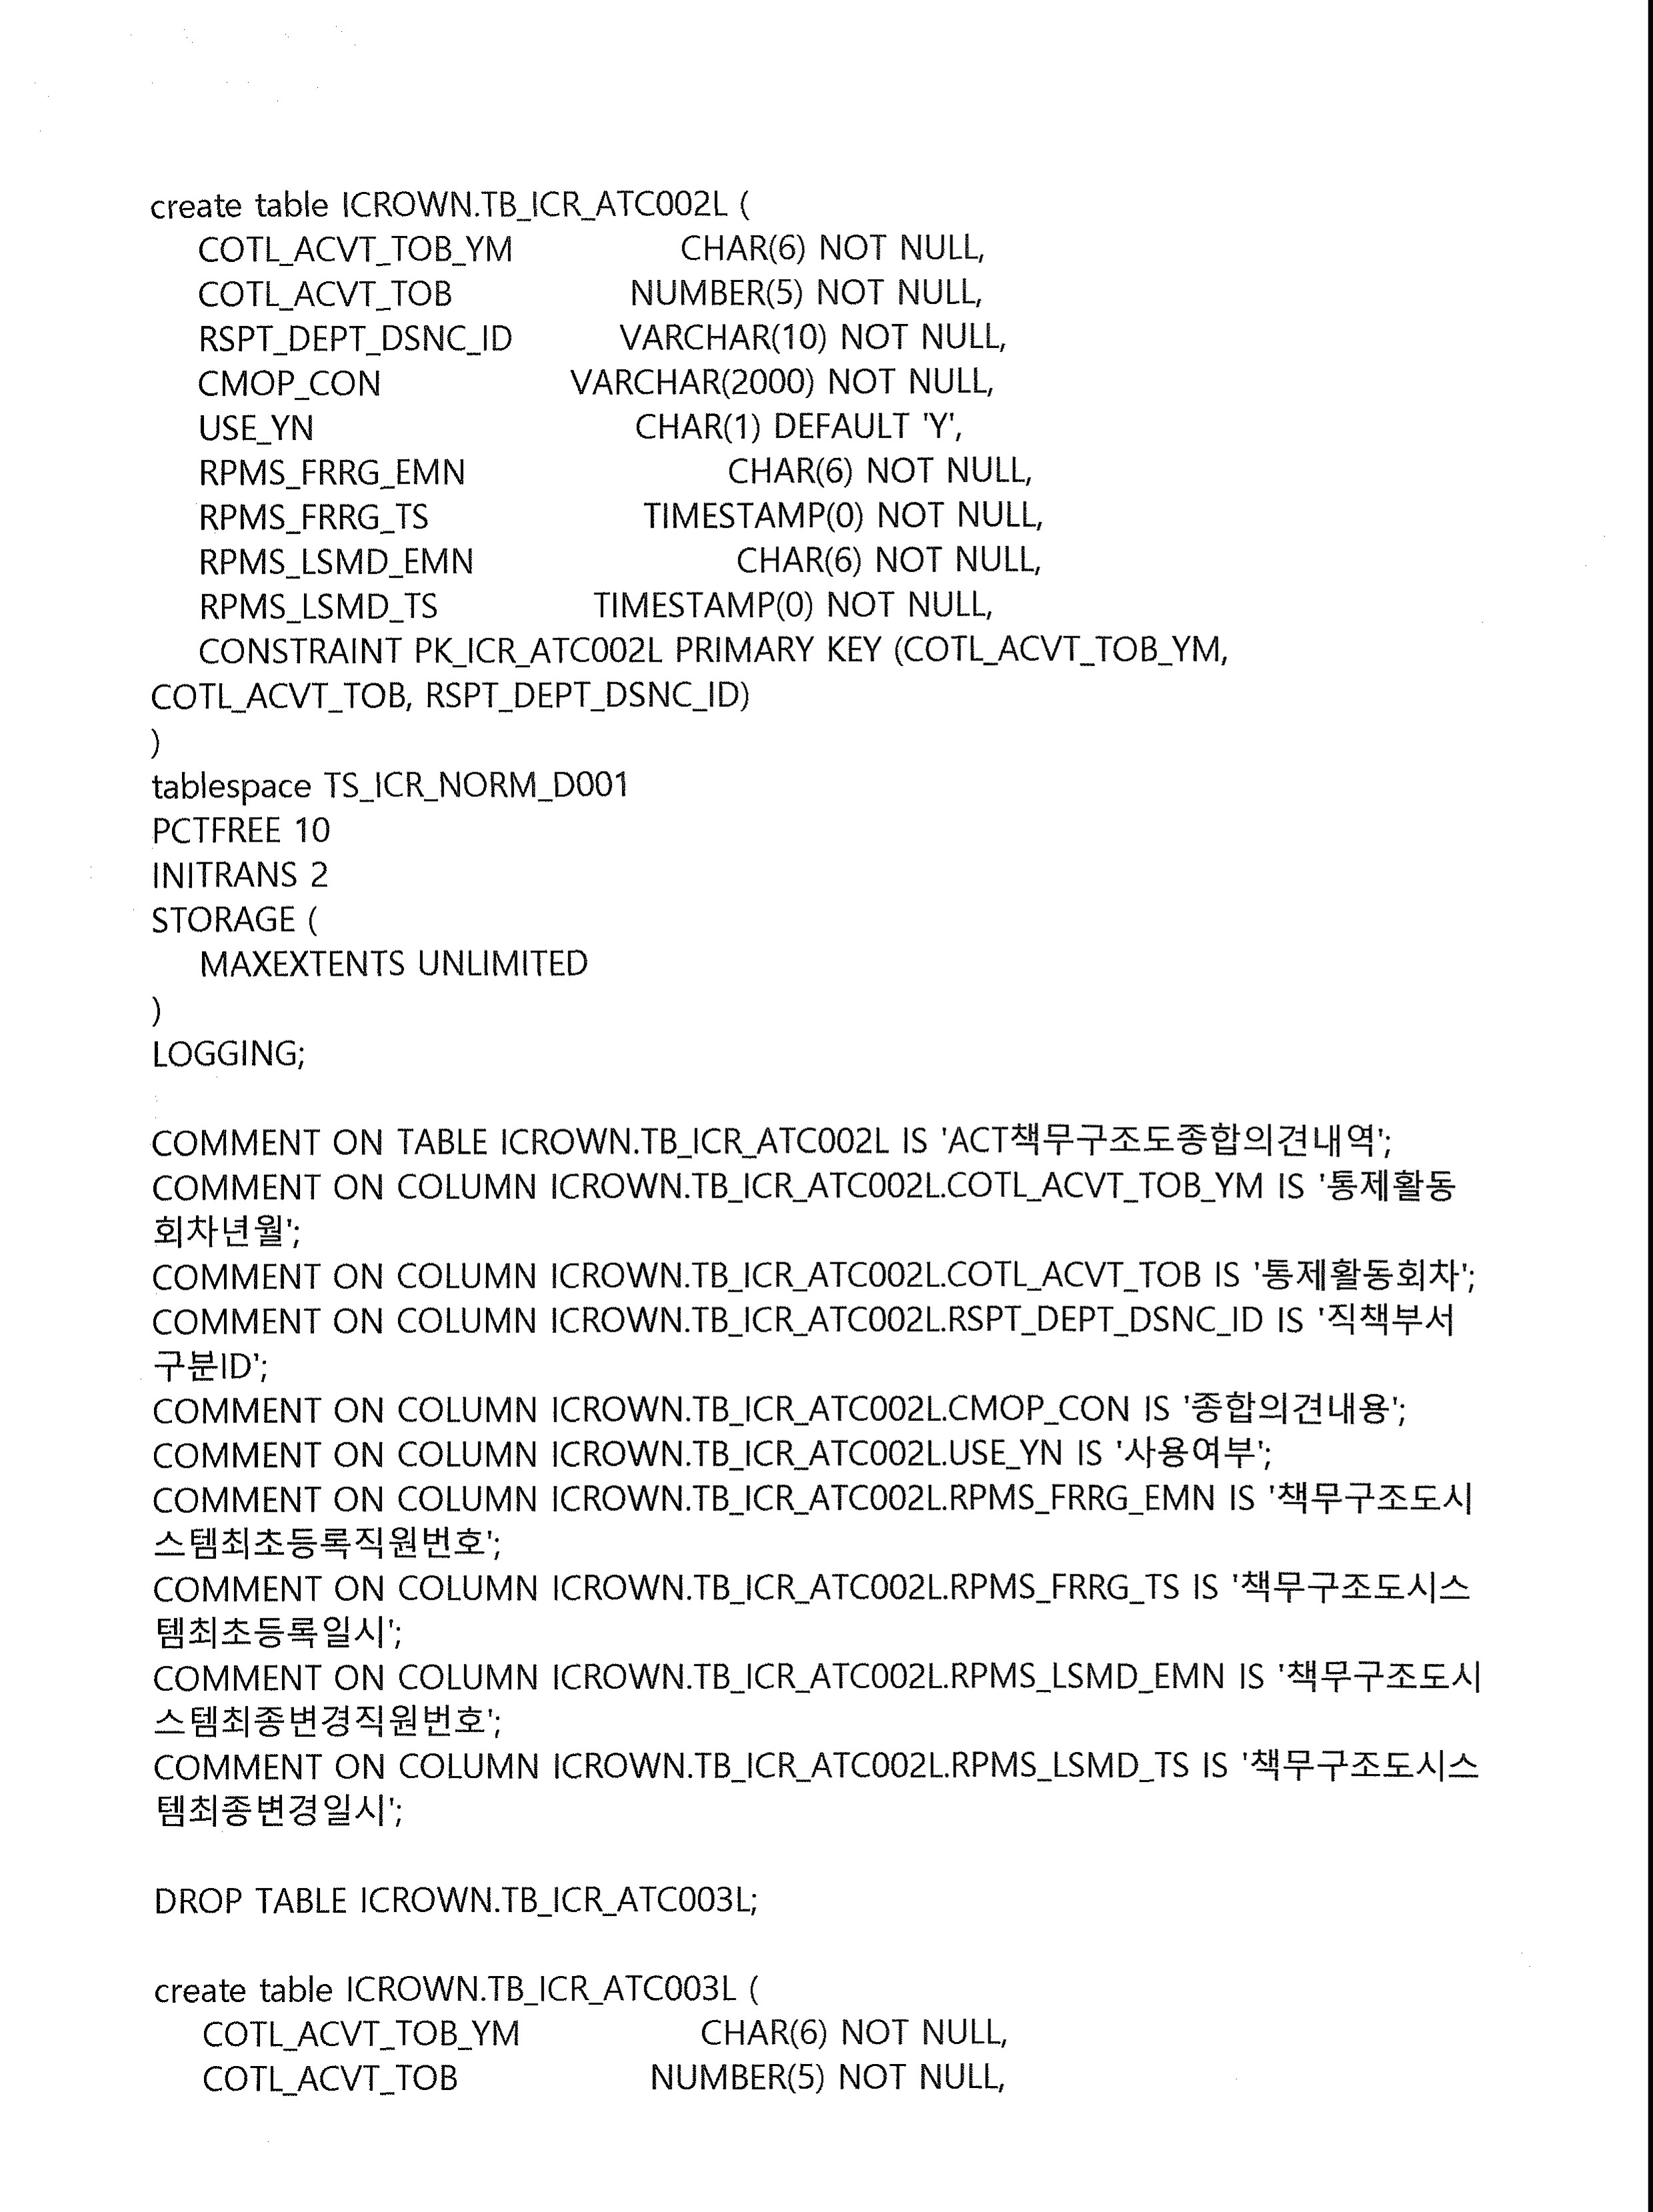 create table ICROWN.TB_ICR_ATC002L (
COTL_ACVT_TOB_YM CHAR(6) NOT NULL,
COTL_ACVT_TOB NUMBER(5) NOT NULL,
RSPT_DEPT_DSNC_ID VARCHAR(10) NOT NULL,
CMOP_CON VARCHAR(2000) NOT NULL,
USE_YN CHAR(1) DEFAULT 'Y',
RPMS_FRRG_EMN CHAR(6) NOT NULL,
RPMS_FRRG_TS TIMESTAMP(0) NOT NULL,
RPMS_LSMD_EMN CHAR(6) NOT NULL,
RPMS_LSMD_TS TIMESTAMP(0) NOT NULL,
CONSTRAINT PK_ICR_ATC002L PRIMARY KEY (COTL_ACVT_TOB_YM,
COTL_ACVT_TOB, RSPT_DEPT_DSNC_ID)
)
tablespace TS_ICR_NORM_D001
PCTFREE 10
INITRANS 2
STORAGE (
MAXEXTENTS UNLIMITED
)
LOGGING;
COMMENT ON TABLE ICROWN.TB_ICR_ATC002L IS 'ACT책무구조도종합의견내역';
COMMENT ON COLUMN ICROWN.TB_ICR_ATC002L.COTL_ACVT_TOB_YM IS '통제활동
회차년월';
COMMENT ON COLUMN ICROWN.TB_ICR_ATC002L.COTL_ACVT_TOB IS '통제활동회차';
COMMENT ON COLUMN ICROWN.TB_ICR_ATC002L.RSPT_DEPT_DSNC_ID IS '직책부서
구분ID';
COMMENT ON COLUMN ICROWN.TB_ICR_ATC002L.CMOP_CON IS '종합의견내용';
COMMENT ON COLUMN ICROWN.TB_ICR_ATC002L.USE_YN IS '사용여부';
COMMENT ON COLUMN ICROWN.TB_ICR_ATC002L.RPMS_FRRG_EMN IS '책무구조도시
스템최초등록직원번호';
COMMENT ON COLUMN ICROWN.TB_ICR_ATC002L.RPMS_FRRG_TS IS '책무구조도시스
템최초등록일시';
COMMENT ON COLUMN ICROWN.TB_ICR_ATC002L.RPMS_LSMD_EMN IS '책무구조도시
스템최종변경직원번호';
COMMENT ON COLUMN ICROWN.TB_ICR_ATC002L.RPMS_LSMD_TS IS '책무구조도시스
템최종변경일시';
DROP TABLE ICROWN.TB_ICR_ATC003L;
create table ICROWN.TB_ICR_ATC003L (
COTL_ACVT_TOB_YM CHAR(6) NOT NULL,
COTL_ACVT_TOB NUMBER(5) NOT NULL,